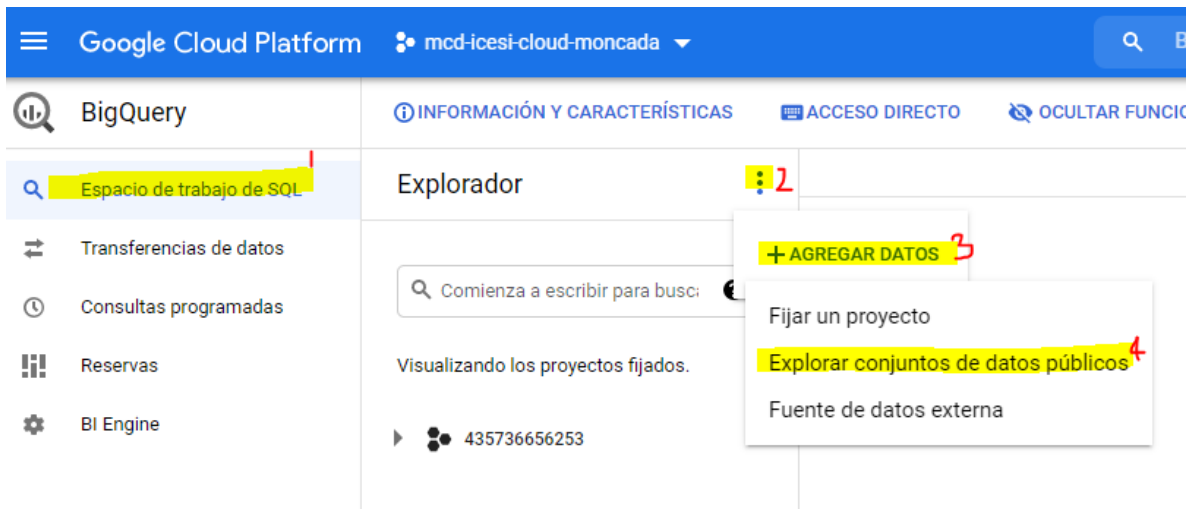 Google Cloud Platform mcd-icesi-cloud-moncada B
BigQuery INFORMACIÓN Y CARACTERÍSTICAS ACCESO DIRECTO OCULTAR FUNCIO
1
Espacio de trabajo de SQL Explorador 2
Transferencias de datos + AGREGAR DATOS 3
Comienza a escribir para busc ?
Consultas programadas Fijar un proyecto
Reservas Visualizando los proyectos fijados. Explorar conjuntos de datos públicos 4
Fuente de datos externa
BI Engine 435736656253